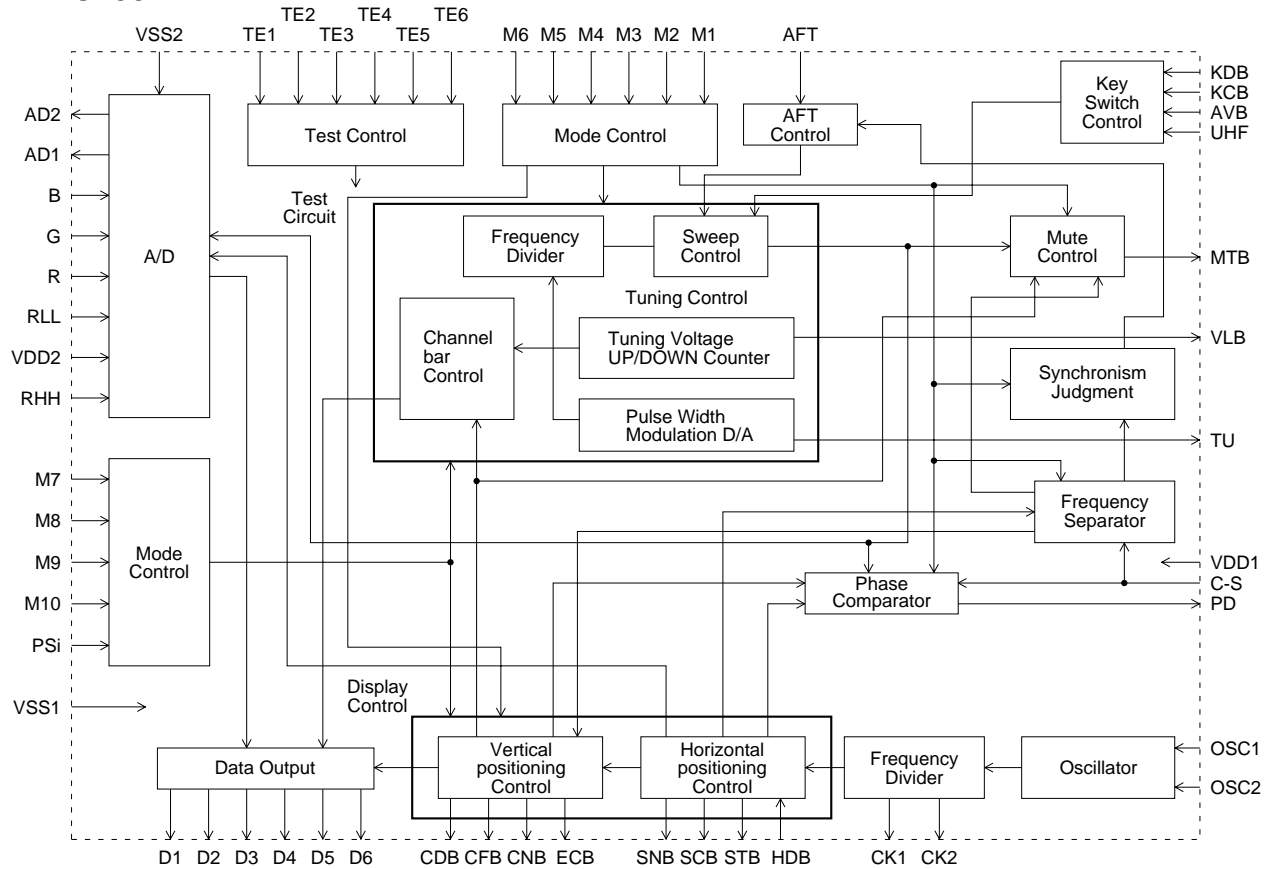 TE2 TE4 TE6
VSS2 TE1 TE3 TE5 M6 M5 M4 M3 M2 M1 AFT
KDB
KCB
AVB
UHF
Key
Switch
Control
AD2
AD1
B
G
R
RLL
VDD2
RHH
A/D
Test Control
Mode Control
AFT
Control
Test
Circuit
Frequency
Divider
Sweep
Control
Mute
Control
MTB
Tuning Control
Channel
bar
Control
Tuning Voltage
UP/DOWN Counter
VLB
Synchronism
Judgment
Pulse Width
Modulation D/A
TU
M7
M8
M9
M10
PSi
Mode
Control
Frequency
Separator
VDD1
C-S
PD
Phase
Comparator
VSS1
Display
Control
Data Output
Vertical
positioning
Control
Horizontal
positioning
Control
Frequency
Divider
Oscillator
OSC1
OSC2
D1 D2 D3 D4 D5 D6 CDB CFB CNB ECB SNB SCB STB HDB CK1 CK2